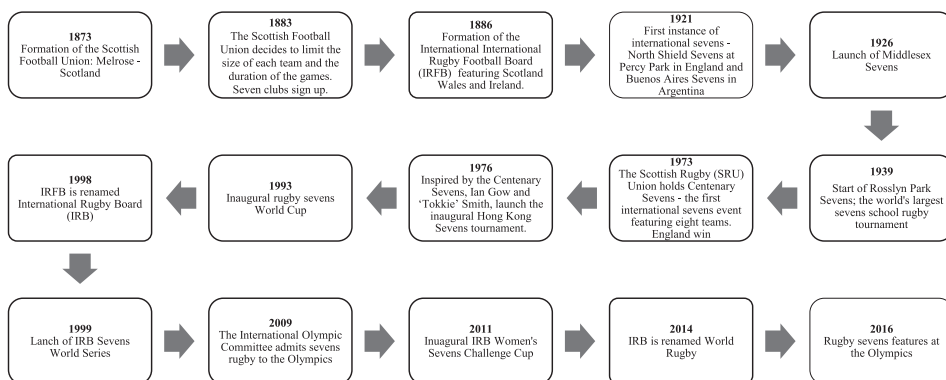 1873
Formation of the Scottish
Football Union: Melrose -
Scotland
1883
The Scottish Football
Union decides to limit the
size of each team and the
duration of the games.
Seven clubs sign up.
1886
Formation of the
International International
Rugby Football Board
(IRFB) featuring Scotland
Wales and Ireland.
1921
First instance of
international sevens -
North Shield Sevens at
Percy Park in England and
Buenos Aires Sevens in
Argentina
1926
Launch of Middlesex
Sevens
1939
Start of Rosslyn Park
Sevens; the world's largest
sevens school rugby
tournament
1973
The Scottish Rugby (SRU)
Union holds Centenary
Sevens - the first
international sevens event
featuring eight teams.
England win
1976
Inspired by the Centenary
Sevens, Ian Gow and
‘Tokkie’ Smith, launch the
inaugural Hong Kong
Sevens tournament.
1993
Inaugural rugby sevens
World Cup
1998
IRFB is renamed
International Rugby Board
(IRB)
1999
Lanch of IRB Sevens
World Series
2009
The International Olympic
Committee admits sevens
rugby to the Olympics
2011
Inuagural IRB Women's
Sevens Challenge Cup
2014
IRB is renamed World
Rugby
2016
Rugby sevens features at
the Olympics